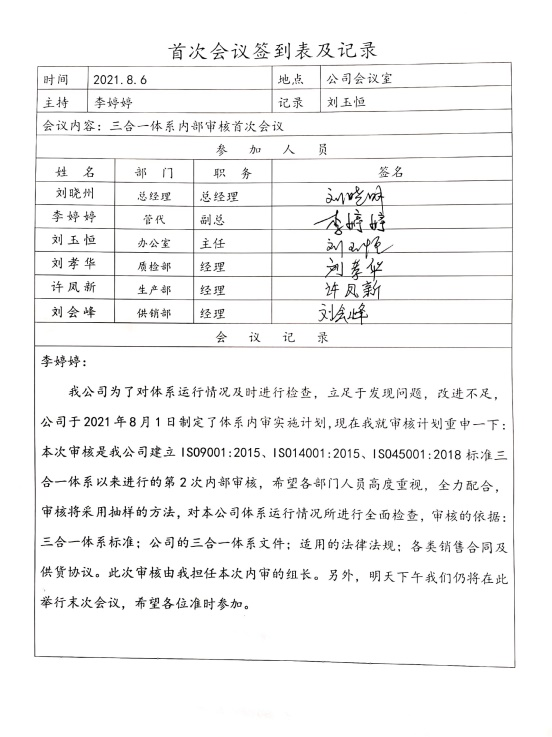 首次会议签到表及记录
时间 2021.8.6 地点 公司会议室
主持 李婷婷 记录 刘玉恒
会议内容：三合一体系内部审核首次会议
参 加 人 员
姓 名 部 门 职 务 签名
刘晓州 总经理 总经理 刘晓州
李婷婷 管代 副总 李婷婷
刘玉恒 办公室 主任 刘玉恒
刘孝华 质检部 经理 刘孝华
许凤新 生产部 经理 许凤新
刘会峰 供销部 经理 刘会峰
会 议 记 录
李婷婷：
我公司为了对体系运行情况及时进行检查，立足于发现问题，改进不足，
公司于2021年8月1日制定了体系内审实施计划，现在我就审核计划重申一下：
本次审核是我公司建立 ISO9001:2015、ISO14001:2015、ISO45001:2018 标准三
合一体系以来进行的第2次内部审核，希望各部门人员高度重视，全力配合，
审核将采用抽样的方法，对本公司体系运行情况所进行全面检查，审核的依据：
三合一体系标准；公司的三合一体系文件；适用的法律法规；各类销售合同及
供货协议。此次审核由我担任本次内审的组长。另外，明天下午我们仍将在此
举行末次会议，希望各位准时参加。